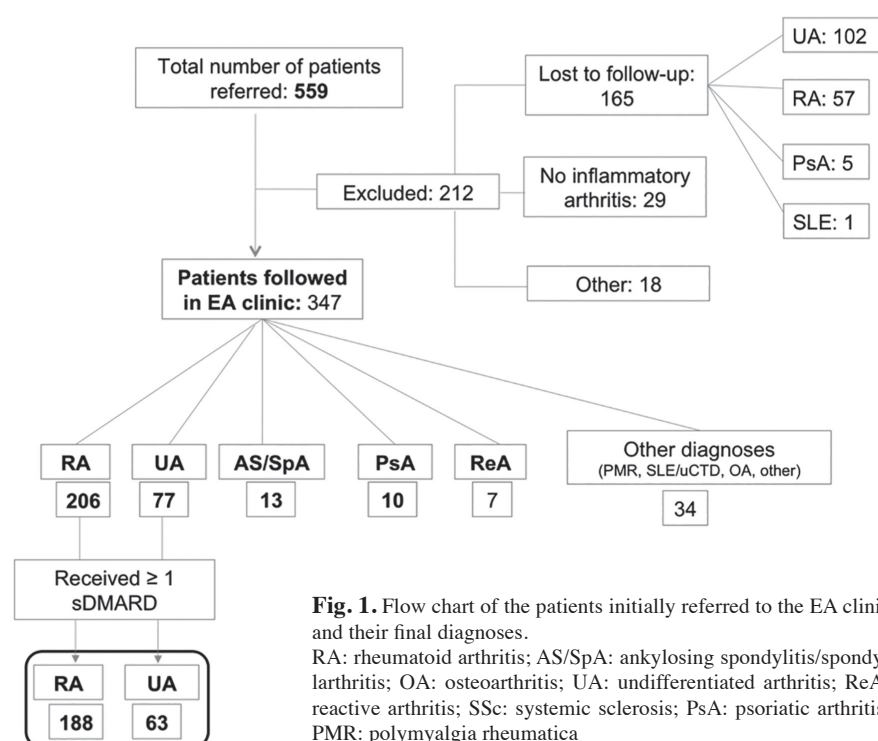 Total number of patients
referred: 559
Lost to follow-up:
165
UA: 102
RA: 57
PsA: 5
SLE: 1
Excluded: 212
No inflammatory
arthritis: 29
Other: 18
Patients followed
in EA clinic: 347
RA
206
UA
77
AS/SpA
13
PsA
10
ReA
7
Other diagnoses
(PMR, SLE/uCTD, OA, other)
34
Received ≥ 1
sDMARD
RA
188
UA
63
Fig. 1. Flow chart of the patients initially referred to the EA clinic
and their final diagnoses.
RA: rheumatoid arthritis; AS/SpA: ankylosing spondylitis/spondy
larthritis; OA: osteoarthritis; UA: undifferentiated arthritis; ReA
reactive arthritis; SSc: systemic sclerosis; PsA: psoriatic arthritis
PMR: polymyalgia rheumatica